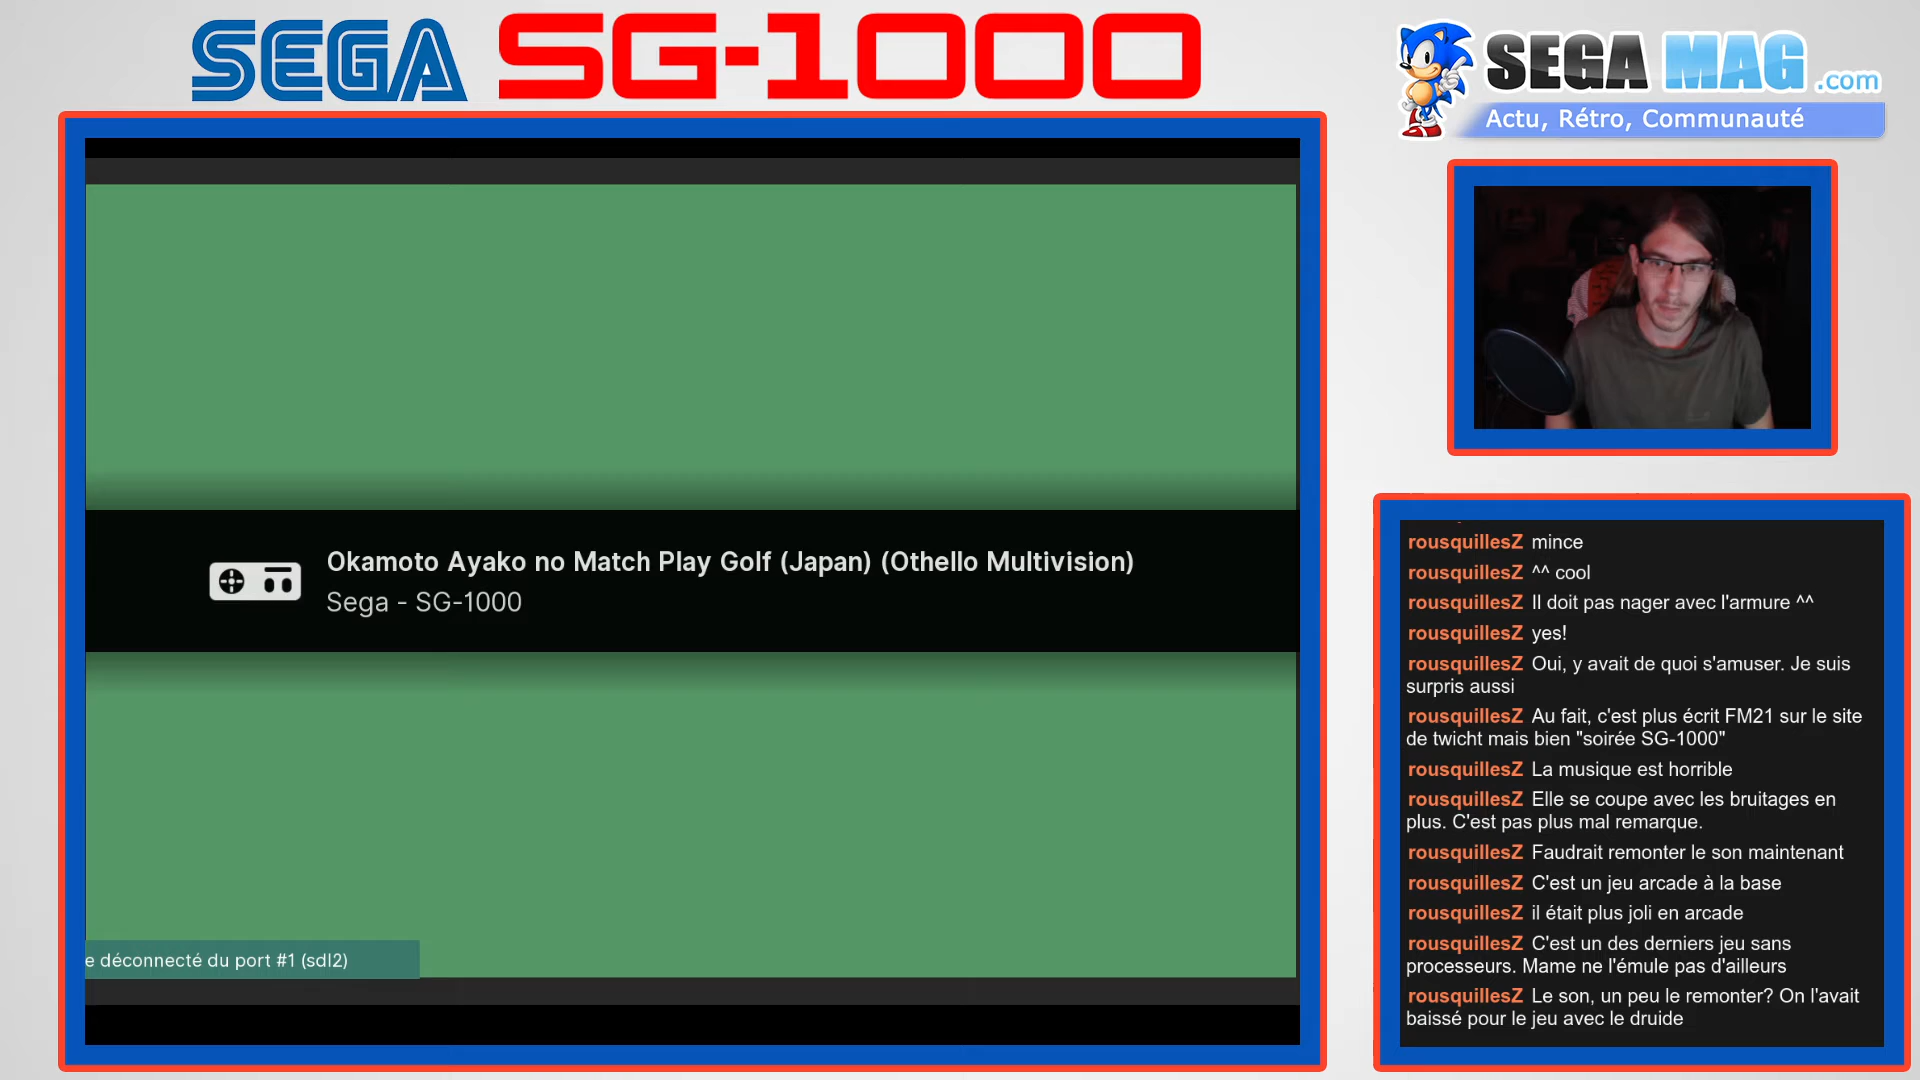 SEGA SG-1000
SEGA MAG .com
Actu, Rétro, Communauté
Okamoto Ayako no Match Play Golf (Japan) (Othello Multivision)
Sega - SG-1000
e déconnecté du port #1 (sdl2)
rousquillesZ mince
rousquillesZ ^^ cool
rousquillesZ Il doit pas nager avec l'armure ^^
rousquillesZ yes!
rousquillesZ Oui, y avait de quoi s'amuser. Je suis
surpris aussi
rousquillesZ Au fait, c'est plus écrit FM21 sur le site
de twicht mais bien "soirée SG-1000"
rousquillesZ La musique est horrible
rousquillesZ Elle se coupe avec les bruitages en
plus. C'est pas plus mal remarque.
rousquillesZ Faudrait remonter le son maintenant
rousquillesZ C'est un jeu arcade à la base
rousquillesZ il était plus joli en arcade
rousquillesZ C'est un des derniers jeu sans
processeurs. Mame ne l'émule pas d'ailleurs
rousquillesZ Le son, un peu le remonter? On l'avait
baissé pour le jeu avec le druide